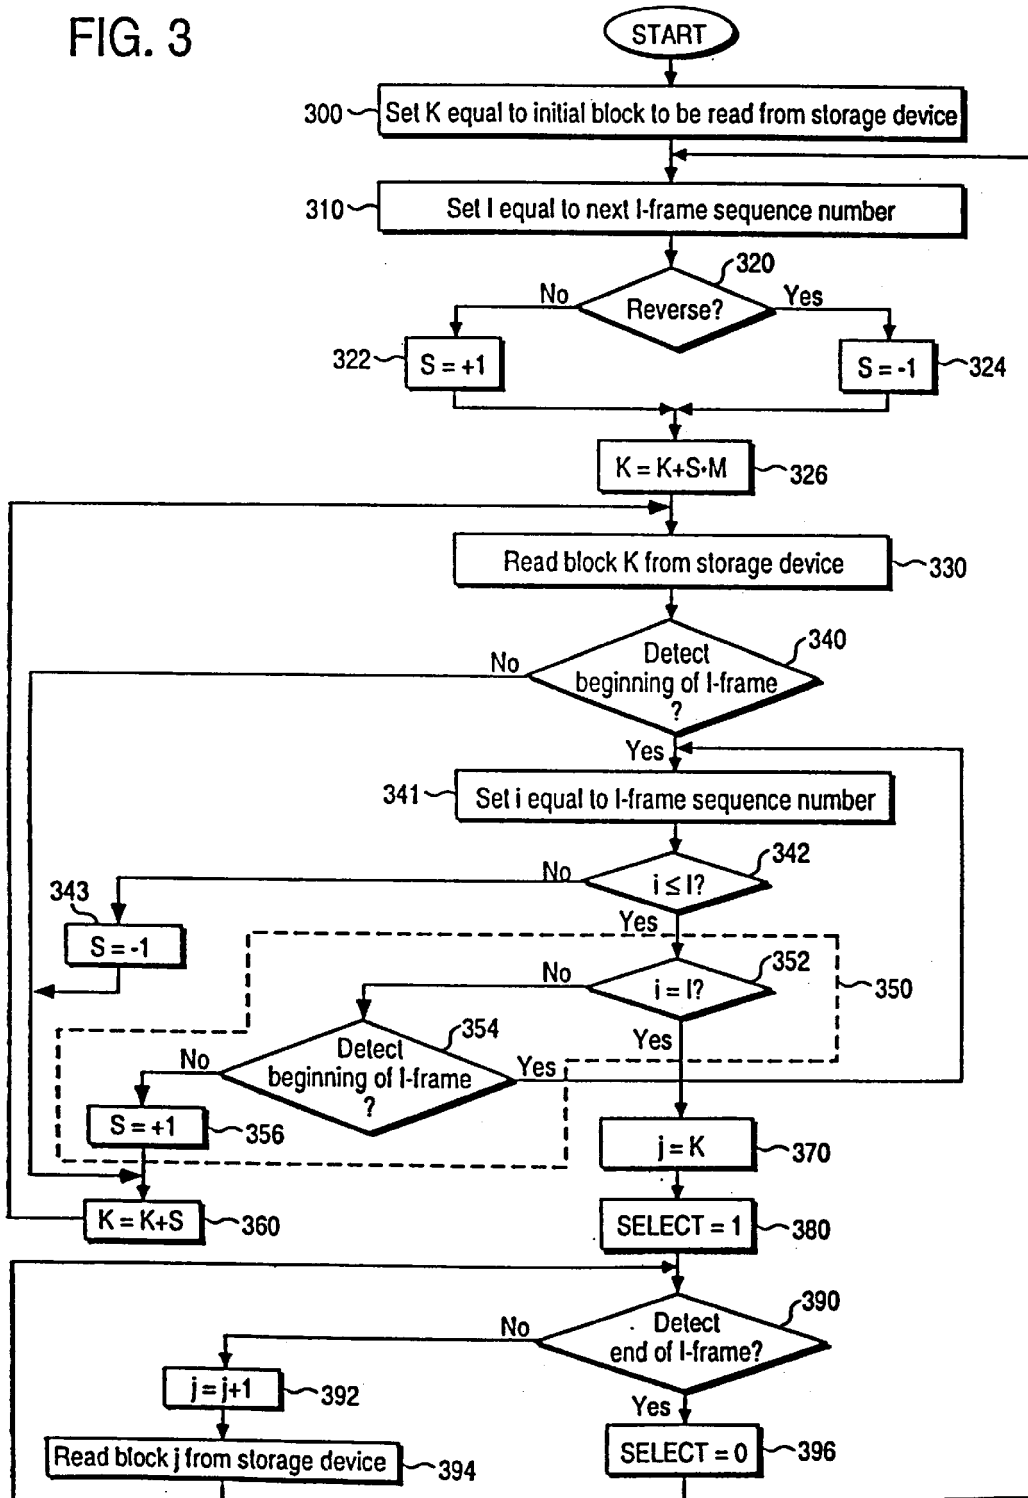 FIG. 3
START
300
Set K equal to initial block to be read from storage device
310
Set I equal to next I-frame sequence number
320
No
Reverse?
Yes
322
S = +1
S = -1
324
K = K+S•M
326
Read block K from storage device
330
340
No
Detect
beginning of I-frame
?
Yes
341
Set i equal to I-frame sequence number
342
No
i ≤ I?
343
Yes
S = -1
352
No
i = I?
350
354
Yes
No
Detect
beginning of I-frame
?
Yes
S = +1
356
j = K
370
K = K+S
360
SELECT = 1
380
390
No
Detect
end of I-frame?
j = j+1
392
Yes
Read block j from storage device
394
SELECT = 0
396